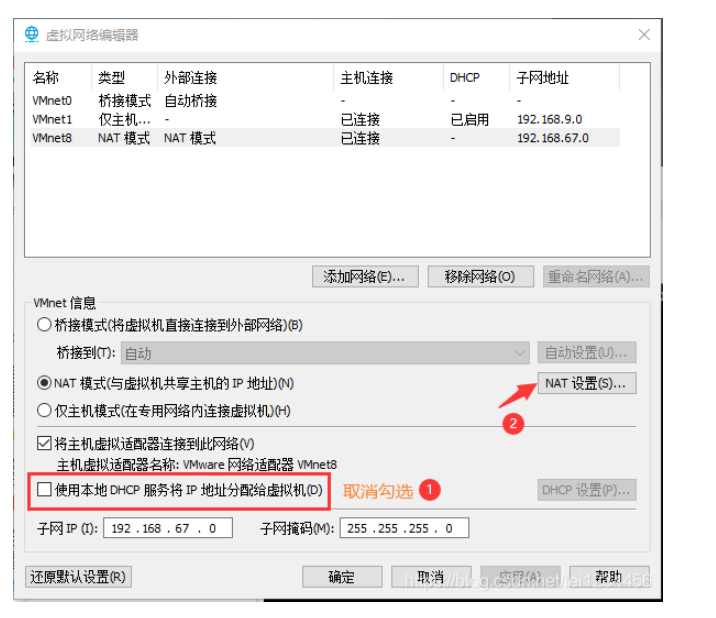 虚拟网络编辑器
名称 类型 外部连接 主机连接 DHCP 子网地址
VMnet0 桥接模式 自动桥接 - - -
VMnet1 仅主机... - 已连接 已启用 192.168.9.0
VMnet8 NAT 模式 NAT 模式 已连接 - 192.168.67.0
添加网络(E)... 移除网络(O) 重命名网络(A)...
VMnet 信息
桥接模式(将虚拟机直接连接到外部网络)(B)
桥接到(T): 自动 自动设置(U)...
NAT 模式(与虚拟机共享主机的 IP 地址)(N) NAT 设置(S)...
仅主机模式(在专用网络内连接虚拟机)(H) 2
将主机虚拟适配器连接到此网络(V)
主机虚拟适配器名称: VMware 网络适配器 VMnet8
使用本地 DHCP 服务将 IP 地址分配给虚拟机(D) 取消勾选 1 DHCP 设置(P)...
子网 IP (I): 192 . 168 . 67 . 0 子网掩码(M): 255 .255 .255 . 0
还原默认设置(R) 确定 取消 应用(A) 帮助